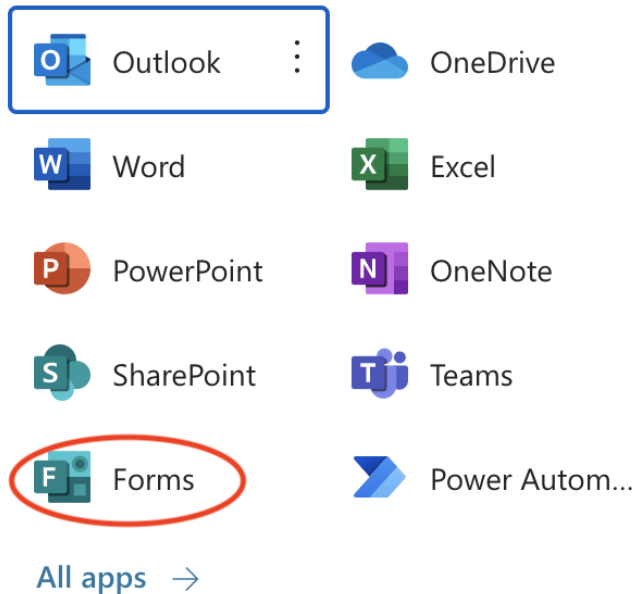 Outlook OneDrive
Word Excel
PowerPoint OneNote
SharePoint Teams
Forms Power Autom...
All apps →